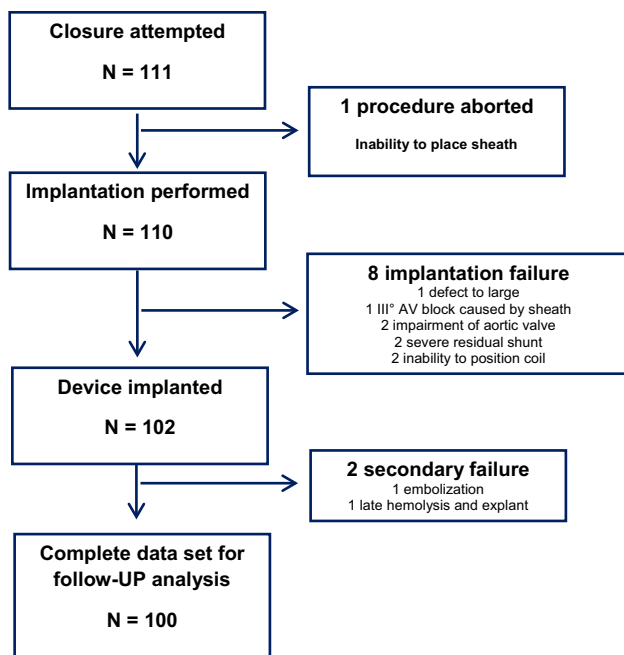 Closure attempted
N = 111
1 procedure aborted
Inability to place sheath
Implantation performed
N = 110
8 implantation failure
1 defect to large
1 III° AV block caused by sheath
2 impairment of aortic valve
2 severe residual shunt
2 inability to position coil
Device implanted
N = 102
2 secondary failure
1 embolization
1 late hemolysis and explant
Complete data set for
follow-UP analysis
N = 100